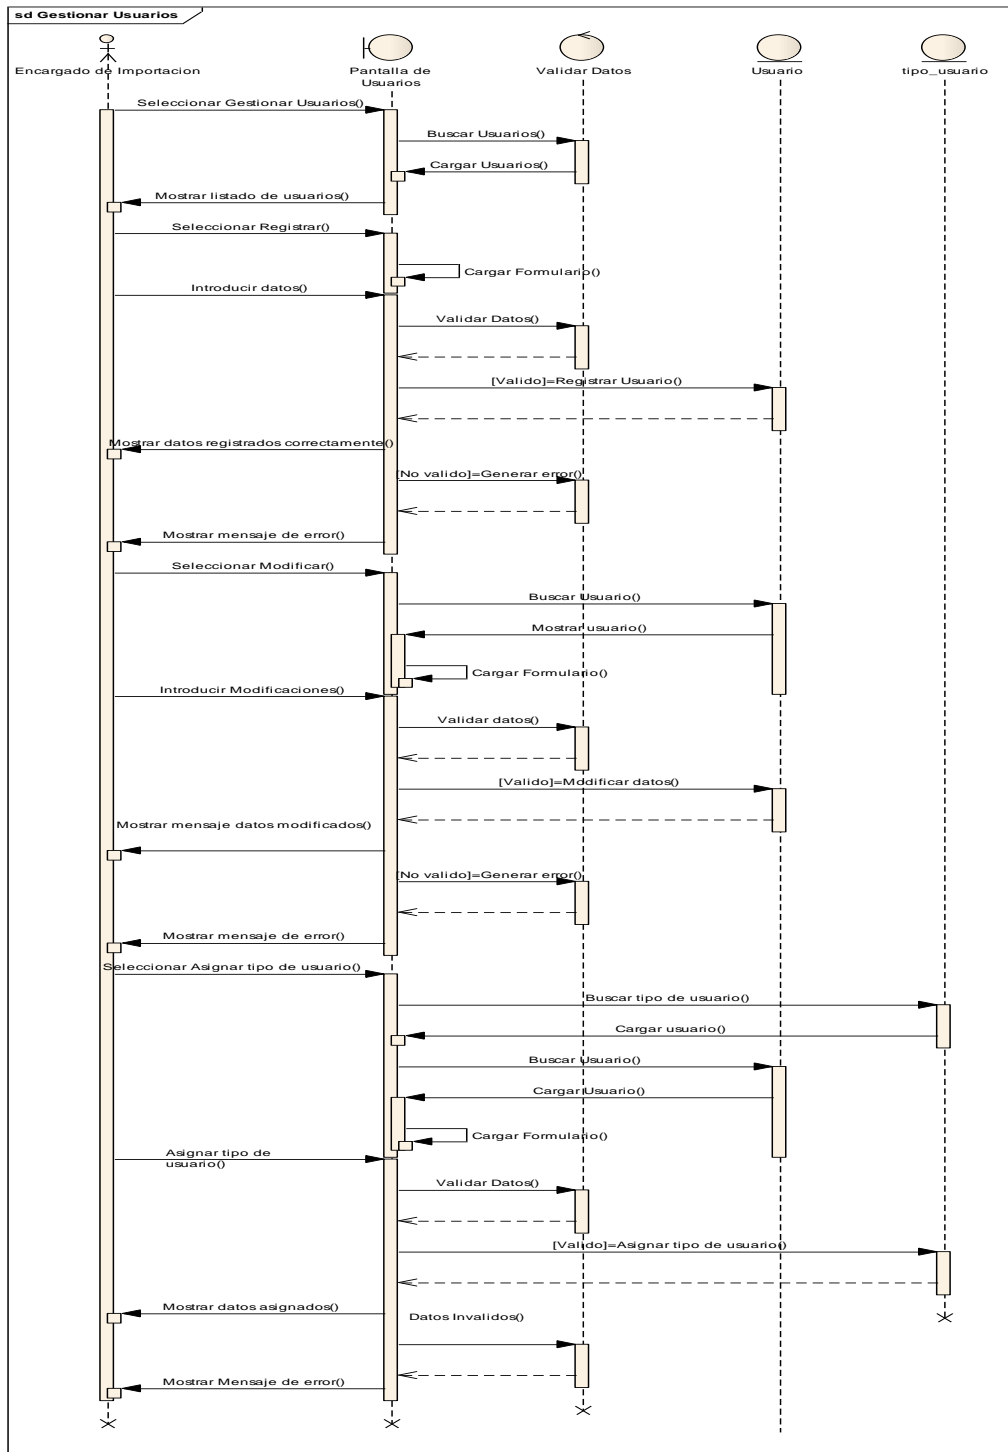 sd Gestionar Usuarios
Encargado de Importacion
Pantalla de
Usuarios
Validar Datos
Usuario
tipo_usuario
Seleccionar Gestionar Usuarios()
Buscar Usuarios()
Cargar Usuarios()
Mostrar listado de usuarios()
Seleccionar Registrar()
Cargar Formulario()
Introducir datos()
Validar Datos()
[Valido]=Registrar Usuario()
Mostrar datos registrados correctamente()
[No valido]=Generar error()
Mostrar mensaje de error()
Seleccionar Modificar()
Buscar Usuario()
Mostrar usuario()
Cargar Formulario()
Introducir Modificaciones()
Validar datos()
[Valido]=Modificar datos()
Mostrar mensaje datos modificados()
[No valido]=Generar error()
Mostrar mensaje de error()
Seleccionar Asignar tipo de usuario()
Buscar tipo de usuario()
Cargar usuario()
Buscar Usuario()
Cargar Usuario()
Cargar Formulario()
Asignar tipo de
usuario()
Validar Datos()
[Valido]=Asignar tipo de usuario()
Mostrar datos asignados()
Datos Invalidos()
Mostrar Mensaje de error()